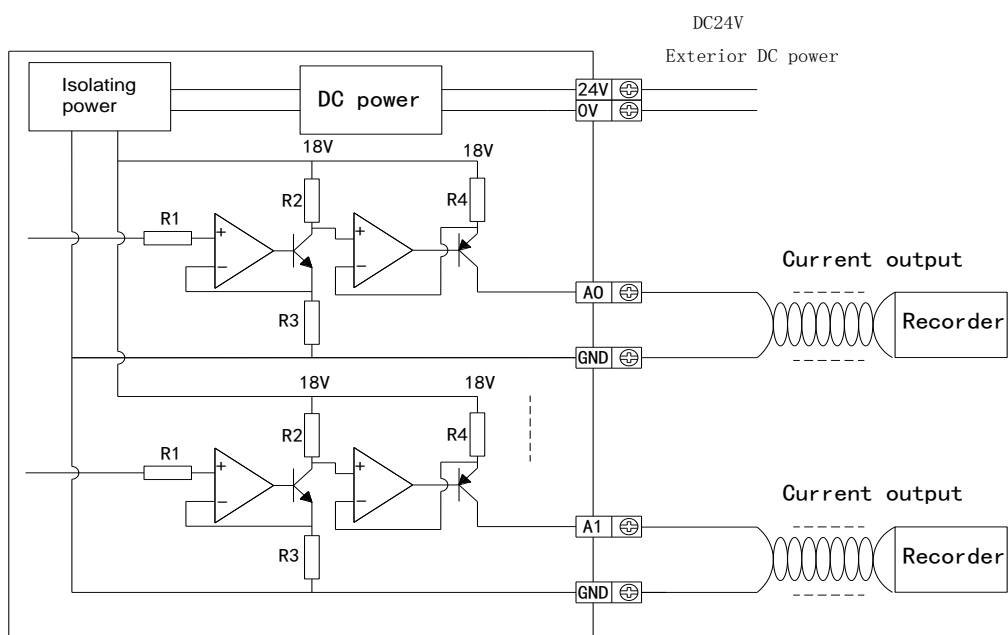 DC24V
Exterior DC power
Isolating
power
DC power
24V
0V
18V
18V
R2
R4
R1
+
-
+
-
Current output
A0
Recorder
R3
GND
18V
18V
R2
R4
R1
+
-
+
-
Current output
A1
Recorder
R3
GND